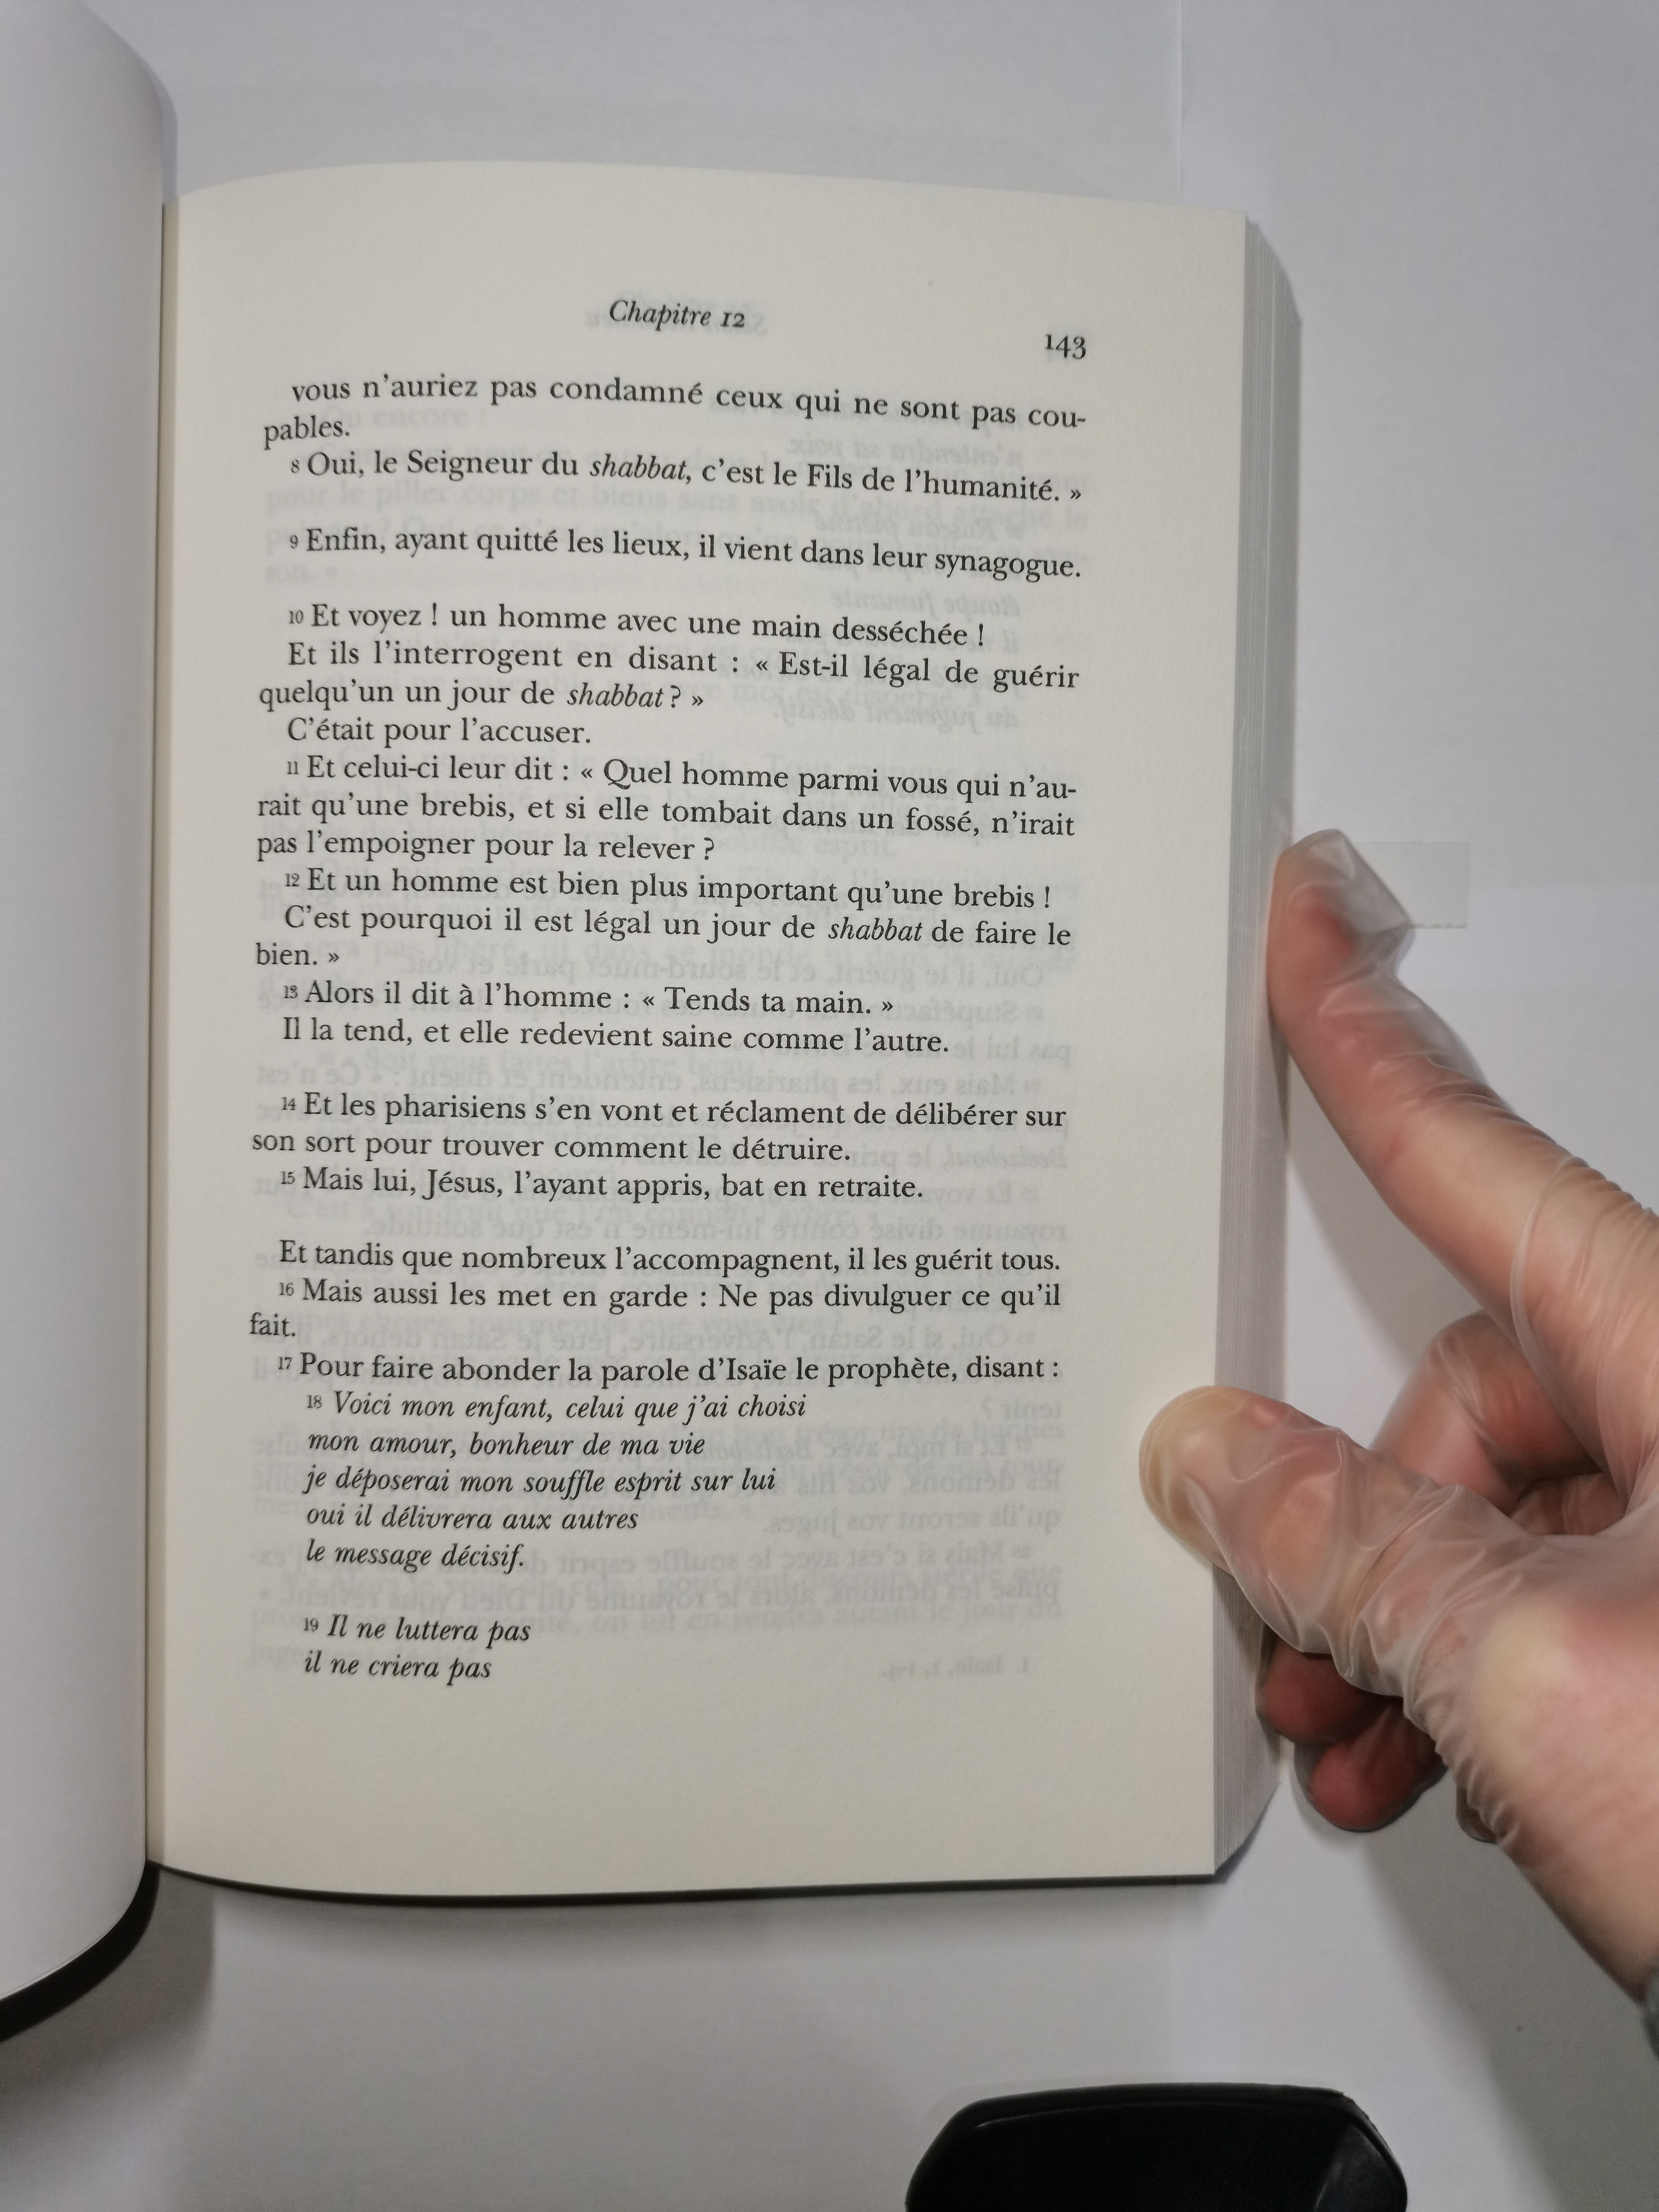 Chapitre 12
143
vous n'auriez pas condamné ceux qui ne sont pas cou-
pables.
8 Oui, le Seigneur du shabbat, c'est le Fils de l'humanité. »
9 Enfin, ayant quitté les lieux, il vient dans leur synagogue.
10 Et voyez ! un homme avec une main desséchée !
Et ils l'interrogent en disant : « Est-il légal de guérir
quelqu'un un jour de shabbat ? »
C'était pour l'accuser.
11 Et celui-ci leur dit : « Quel homme parmi vous qui n'au-
rait qu'une brebis, et si elle tombait dans un fossé, n'irait
pas l'empoigner pour la relever ?
12 Et un homme est bien plus important qu'une brebis !
C'est pourquoi il est légal un jour de shabbat de faire le
bien. »
13 Alors il dit à l'homme : « Tends ta main. »
Il la tend, et elle redevient saine comme l'autre.
14 Et les pharisiens s'en vont et réclament de délibérer sur
son sort pour trouver comment le détruire.
15 Mais lui, Jésus, l'ayant appris, bat en retraite.
Et tandis que nombreux l'accompagnent, il les guérit tous.
16 Mais aussi les met en garde : Ne pas divulguer ce qu'il
fait.
17 Pour faire abonder la parole d'Isaïe le prophète, disant :
18 Voici mon enfant, celui que j'ai choisi
mon amour, bonheur de ma vie
je déposerai mon souffle esprit sur lui
oui il délivrera aux autres
le message décisif.
19 Il ne luttera pas
il ne criera pas